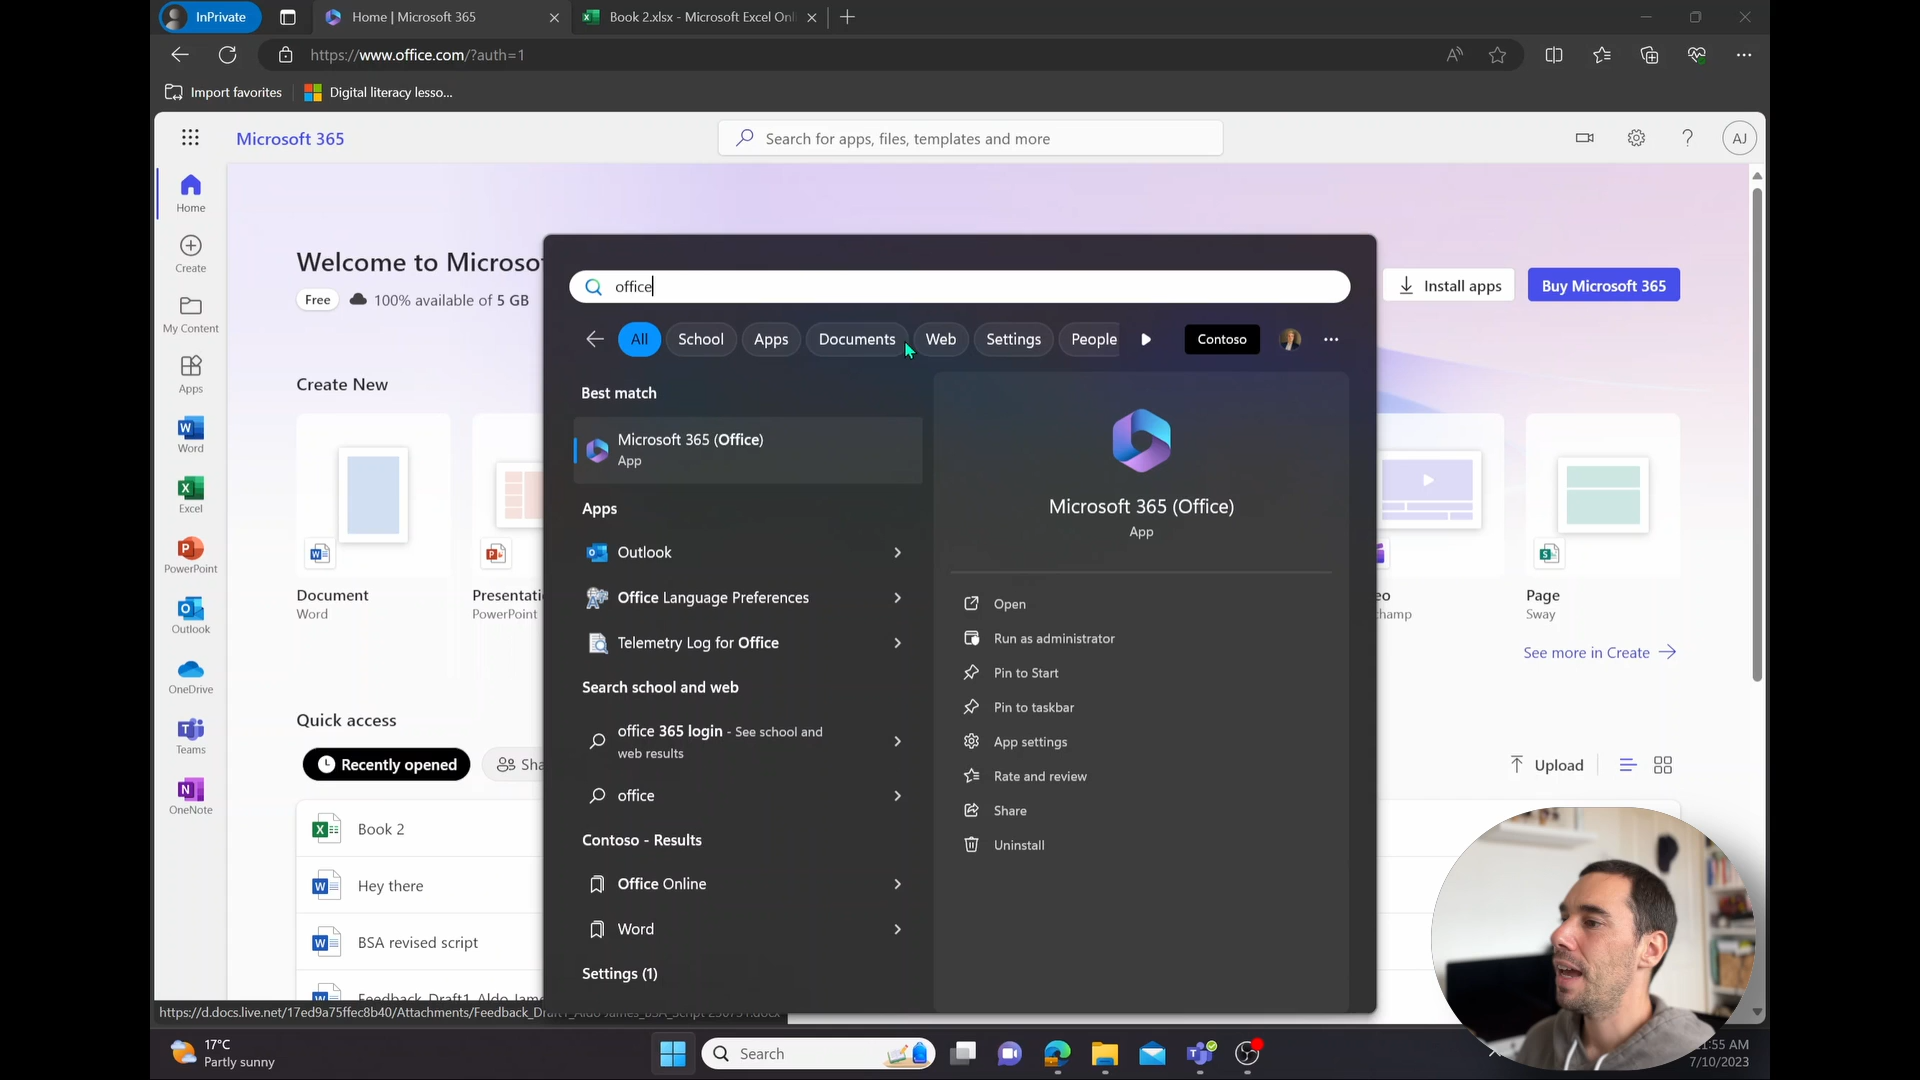 InPrivate
Home | Microsoft 365
Book 2.xlsx - Microsoft Excel Onl
https://www.office.com/?auth=1
Import favorites
Digital literacy lesso...
Microsoft 365
Search for apps, files, templates and more
AJ
Home
Create
My Content
Apps
Word
Excel
PowerPoint
Outlook
OneDrive
Teams
OneNote
Welcome to Microso
Free
100% available of 5 GB
Install apps
Buy Microsoft 365
Create New
Document
Word
Presentati
PowerPoint
eo
champ
Page
Sway
See more in Create
Quick access
Recently opened
Sha
Upload
Book 2
Hey there
BSA revised script
Feedback_Draft1_Aldo Jame
office
All
School
Apps
Documents
Web
Settings
People
Contoso
Best match
Microsoft 365 (Office)
App
Apps
Outlook
Office Language Preferences
Telemetry Log for Office
Search school and web
office 365 login - See school and
web results
office
Contoso - Results
Office Online
Word
Settings (1)
Microsoft 365 (Office)
App
Open
Run as administrator
Pin to Start
Pin to taskbar
App settings
Rate and review
Share
Uninstall
17°C
Partly sunny
Search
:55 AM
7/10/2023